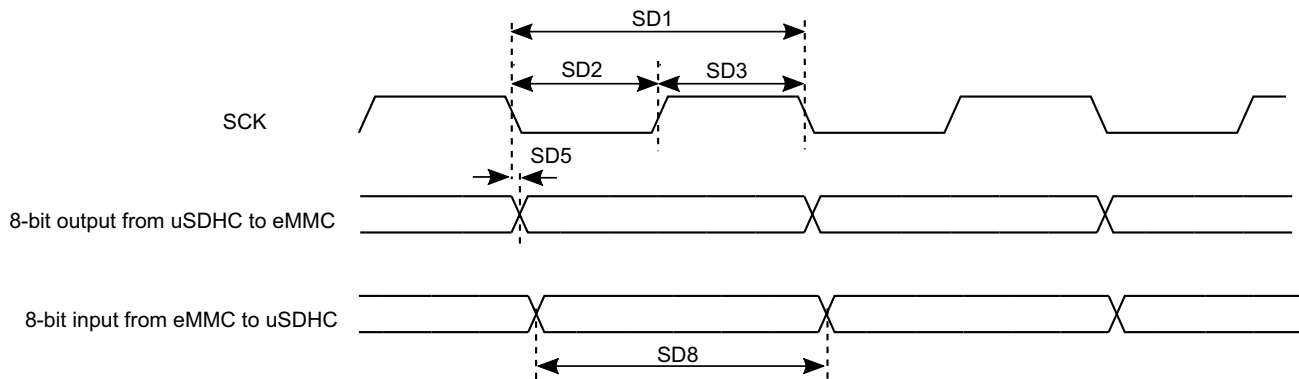 SD1
SD2
SD3
SCK
SD5
8-bit output from uSDHC to eMMC
8-bit input from eMMC to uSDHC
SD8